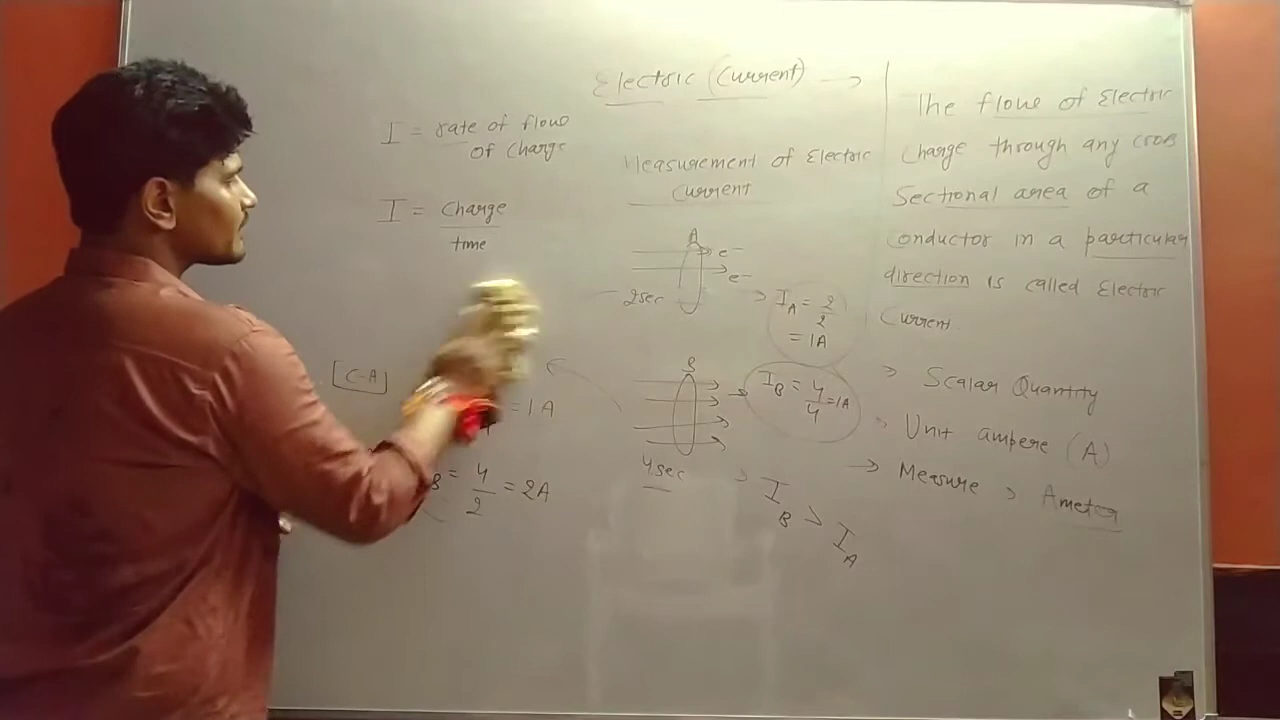 Electric (Current) →
I = rate of flow
of charge
I = Charge
time
Measurement of Electric
Current
A
e⁻
e⁻
2sec
→ I_A = 2/2
= 1A
B
→ I_B = 4/4 = 1A
4sec
I_B > I_A
[C-A]
= 1A
B = 4/2 = 2A
The flow of Electric
Charge through any cross
Sectional area of a
conductor in a particular
direction is called Electric
Current.
Scalar Quantity
Unit ampere (A)
→ Measure > Ameter